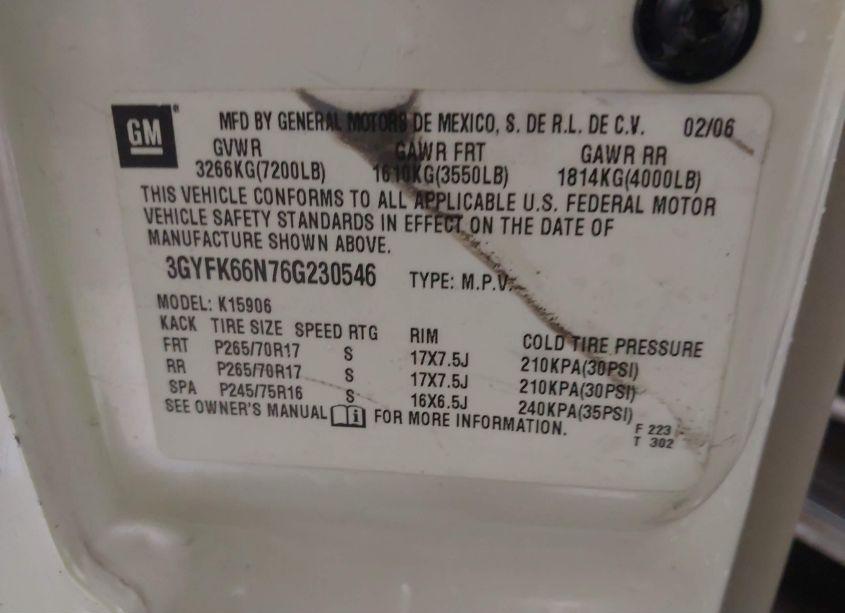 GM
MFD BY GENERAL MOTORS DE MEXICO, S. DE R.L. DE C.V. 02/06
GVWR GAWR FRT GAWR RR
3266KG(7200LB) 1610KG(3550LB) 1814KG(4000LB)
THIS VEHICLE CONFORMS TO ALL APPLICABLE U.S. FEDERAL MOTOR
VEHICLE SAFETY STANDARDS IN EFFECT ON THE DATE OF
MANUFACTURE SHOWN ABOVE.
3GYFK66N76G230546 TYPE: M.P.V.
MODEL: K15906
KACK TIRE SIZE SPEED RTG RIM COLD TIRE PRESSURE
FRT P265/70R17 S 17X7.5J 210KPA(30PSI)
RR P265/70R17 S 17X7.5J 210KPA(30PSI)
SPA P245/75R16 S 16X6.5J 240KPA(35PSI)
SEE OWNER'S MANUAL i FOR MORE INFORMATION.
F 223
T 302